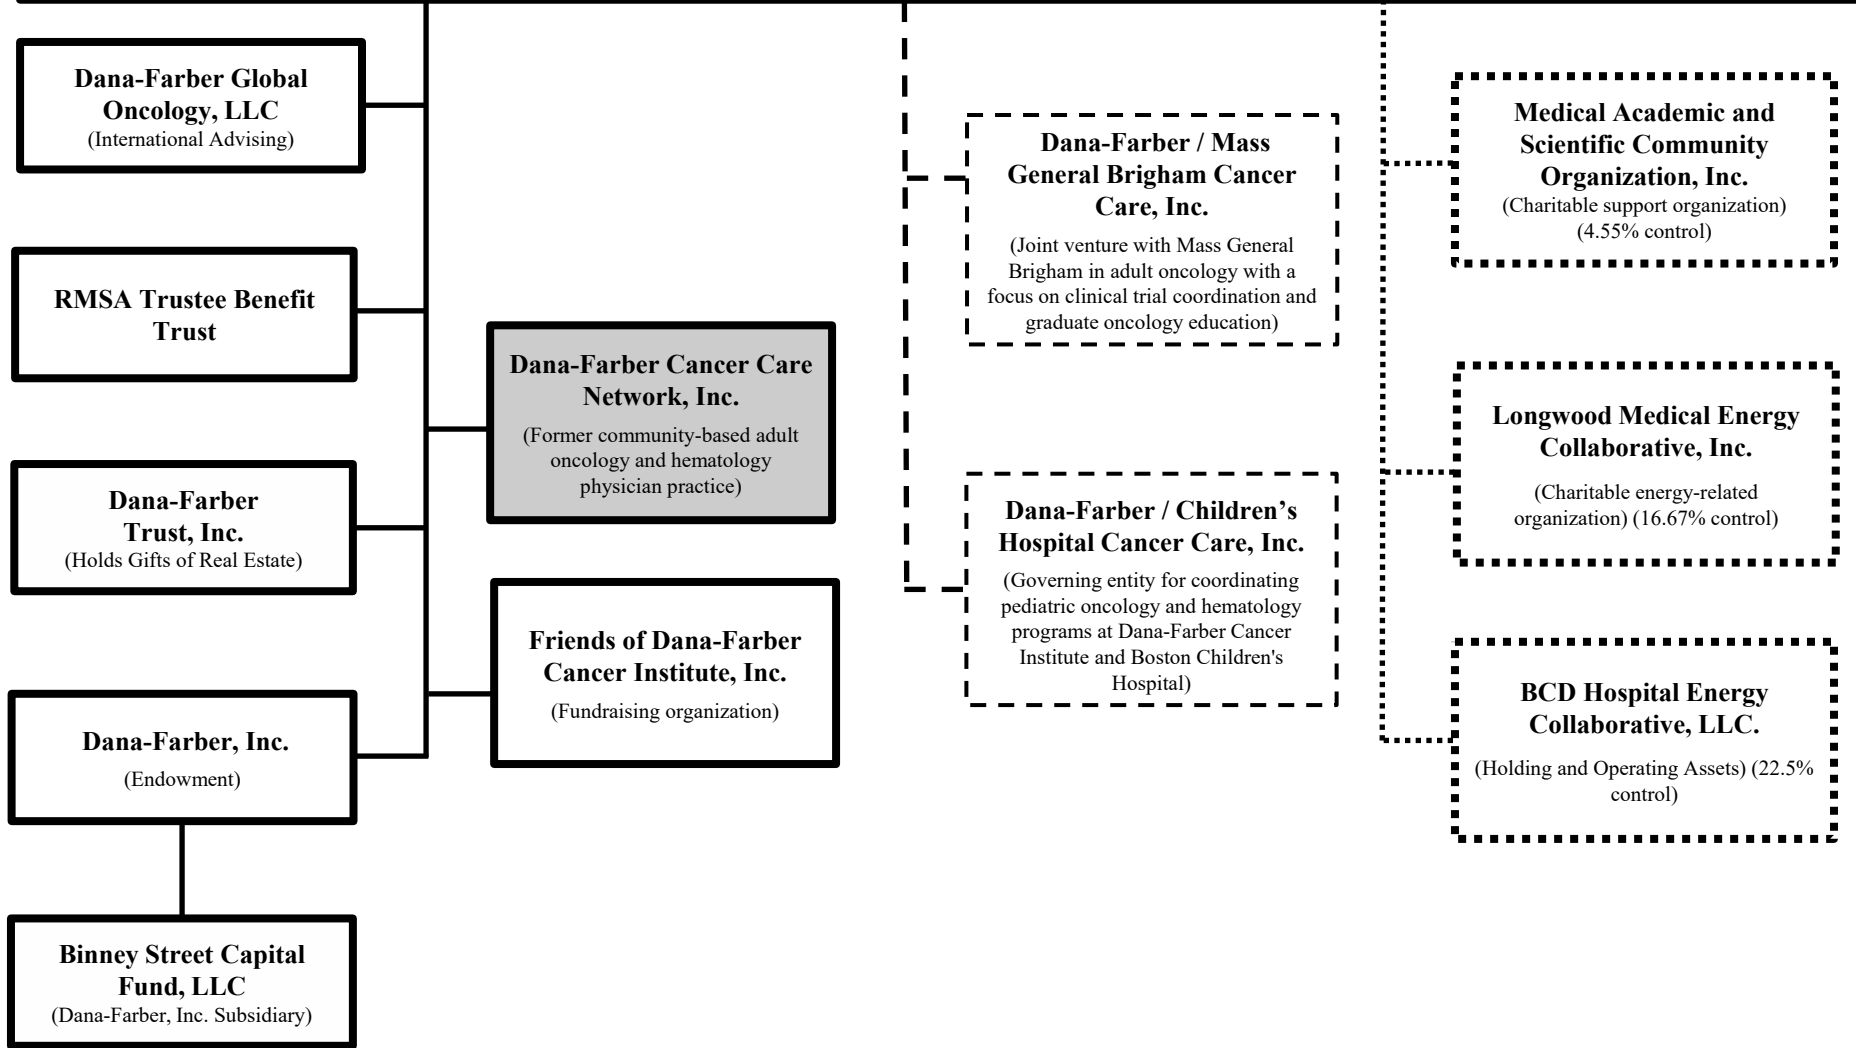 Dana-Farber Global
Oncology, LLC
(International Advising)
RMSA Trustee Benefit
Trust
Dana-Farber
Trust, Inc.
(Holds Gifts of Real Estate)
Dana-Farber, Inc.
(Endowment)
Binney Street Capital
Fund, LLC
(Dana-Farber, Inc. Subsidiary)
Dana-Farber Cancer Care
Network, Inc.
(Former community-based adult
oncology and hematology
physician practice)
Friends of Dana-Farber
Cancer Institute, Inc.
(Fundraising organization)
Dana-Farber / Mass
General Brigham Cancer
Care, Inc.
(Joint venture with Mass General
Brigham in adult oncology with a
focus on clinical trial coordination and
graduate oncology education)
Dana-Farber / Children’s
Hospital Cancer Care, Inc.
(Governing entity for coordinating
pediatric oncology and hematology
programs at Dana-Farber Cancer
Institute and Boston Children's
Hospital)
Medical Academic and
Scientific Community
Organization, Inc.
(Charitable support organization)
(4.55% control)
Longwood Medical Energy
Collaborative, Inc.
(Charitable energy-related
organization) (16.67% control)
BCD Hospital Energy
Collaborative, LLC.
(Holding and Operating Assets) (22.5%
control)